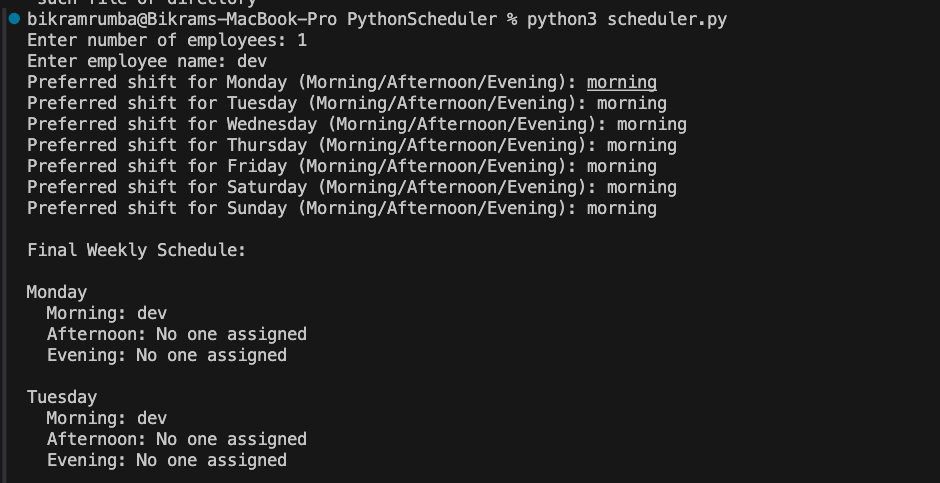 such file or directory
bikramrumba@Bikrams-MacBook-Pro PythonScheduler % python3 scheduler.py
Enter number of employees: 1
Enter employee name: dev
Preferred shift for Monday (Morning/Afternoon/Evening): morning
Preferred shift for Tuesday (Morning/Afternoon/Evening): morning
Preferred shift for Wednesday (Morning/Afternoon/Evening): morning
Preferred shift for Thursday (Morning/Afternoon/Evening): morning
Preferred shift for Friday (Morning/Afternoon/Evening): morning
Preferred shift for Saturday (Morning/Afternoon/Evening): morning
Preferred shift for Sunday (Morning/Afternoon/Evening): morning
Final Weekly Schedule:
Monday
Morning: dev
Afternoon: No one assigned
Evening: No one assigned
Tuesday
Morning: dev
Afternoon: No one assigned
Evening: No one assigned